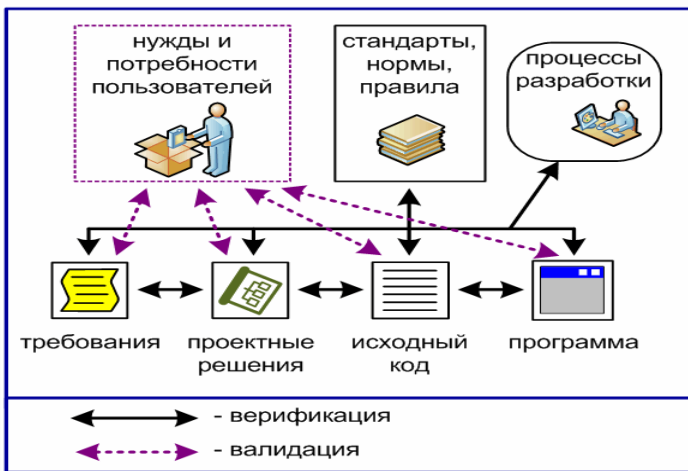 нужды и
потребности
пользователей
стандарты,
нормы,
правила
процессы
разработки
требования
проектные
решения
исходный
код
программа
- верификация
- валидация